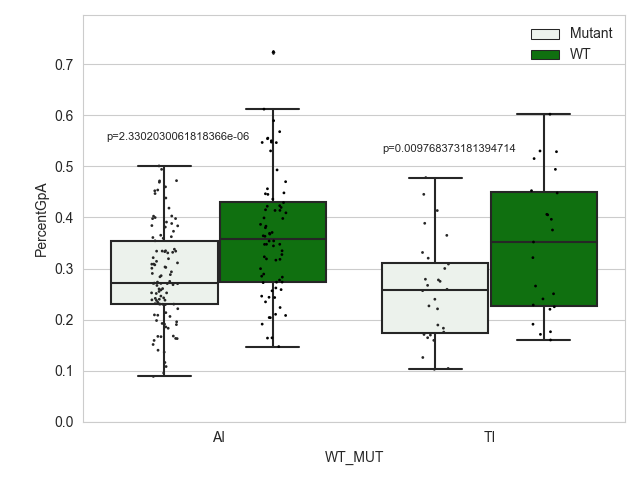 Mutant
WT
0.7
0.6
0.5
0.4
0.3
0.2
0.1
0.0
PercentGpA
p=2.3302030061818366e-06
p=0.009768373181394714
AI
TI
WT_MUT